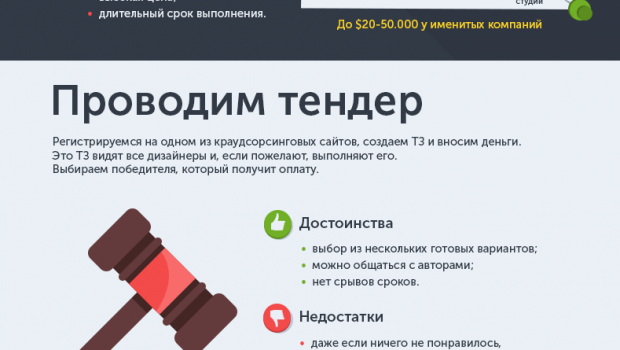 длительный срок выполнения.
студии
До $20-50.000 у именитых компаний
Проводим тендер
Регистрируемся на одном из краудсорсинговых сайтов, создаем ТЗ и вносим деньги.
Это ТЗ видят все дизайнеры и, если пожелают, выполняют его.
Выбираем победителя, который получит оплату.
Достоинства
выбор из нескольких готовых вариантов;
можно общаться с авторами;
нет срывов сроков.
Недостатки
даже если ничего не понравилось,